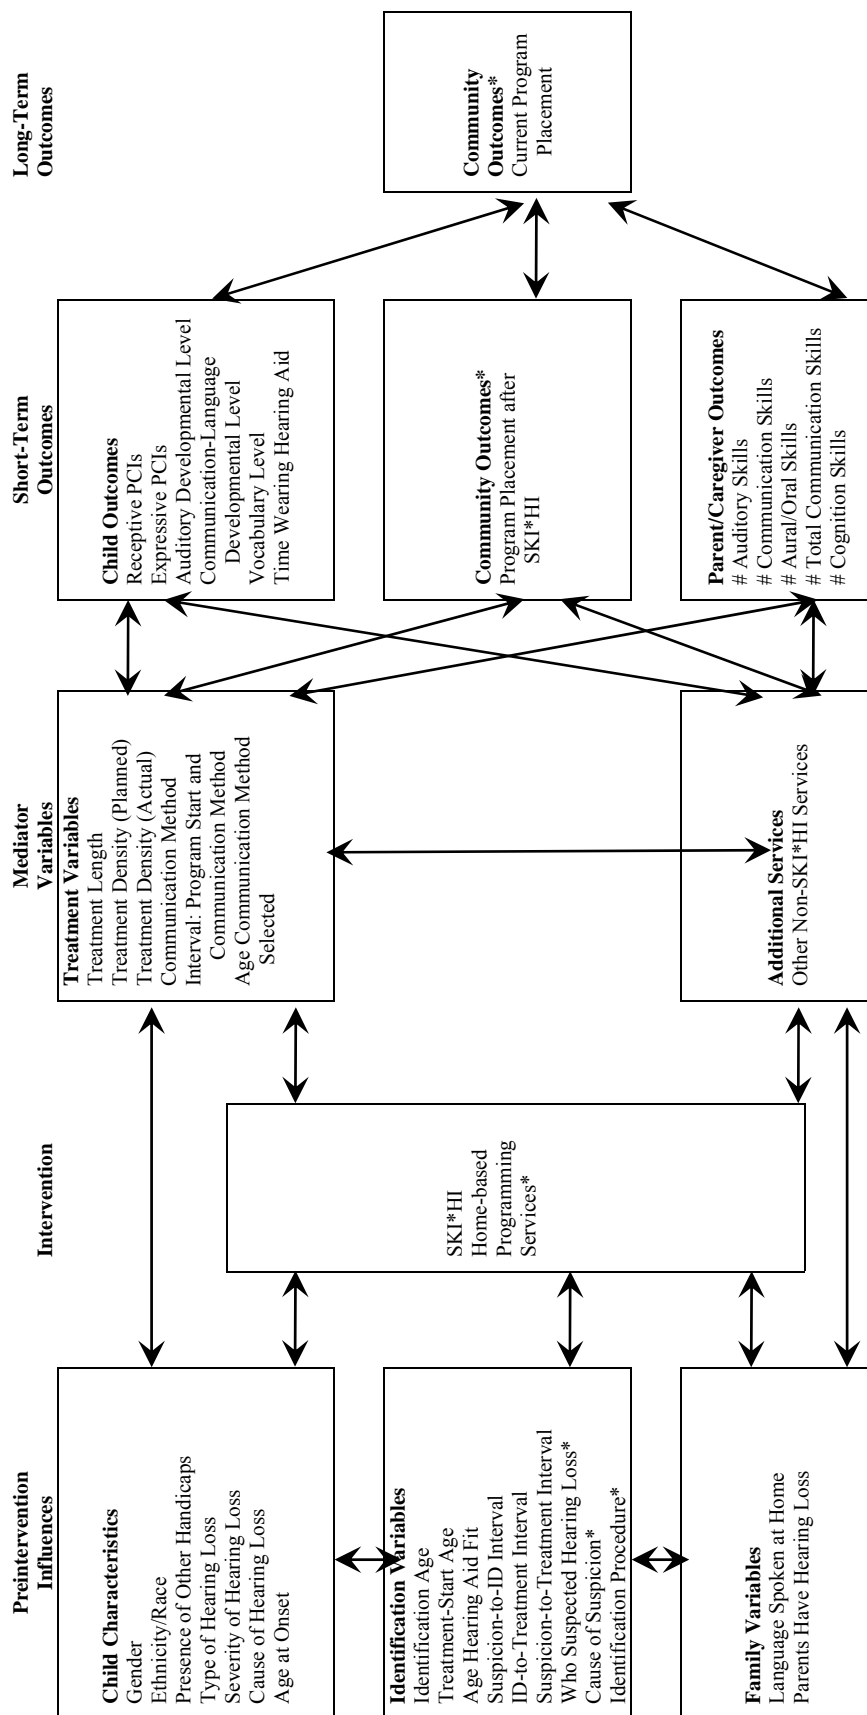 Preintervention
Influences
Child Characteristics
Gender
Ethnicity/Race
Presence of Other Handicaps
Type of Hearing Loss
Severity of Hearing Loss
Cause of Hearing Loss
Age at Onset
Identification Variables
Identification Age
Treatment-Start Age
Age Hearing Aid Fit
Suspicion-to-ID Interval
ID-to-Treatment Interval
Suspicion-to-Treatment Interval
Who Suspected Hearing Loss*
Cause of Suspicion*
Identification Procedure*
Family Variables
Language Spoken at Home
Parents Have Hearing Loss
Intervention
SKI*HI
Home-based
Programming
Services*
Mediator
Variables
Treatment Variables
Treatment Length
Treatment Density (Planned)
Treatment Density (Actual)
Communication Method
Interval: Program Start and
Communication Method
Age Communication Method
Selected
Additional Services
Other Non-SKI*HI Services
Short-Term
Outcomes
Child Outcomes
Receptive PCIs
Expressive PCIs
Auditory Developmental Level
Communication-Language
Developmental Level
Vocabulary Level
Time Wearing Hearing Aid
Community Outcomes*
Program Placement after
SKI*HI
Parent/Caregiver Outcomes
# Auditory Skills
# Communication Skills
# Aural/Oral Skills
# Total Communication Skills
# Cognition Skills
Long-Term
Outcomes
Community
Outcomes*
Current Program
Placement